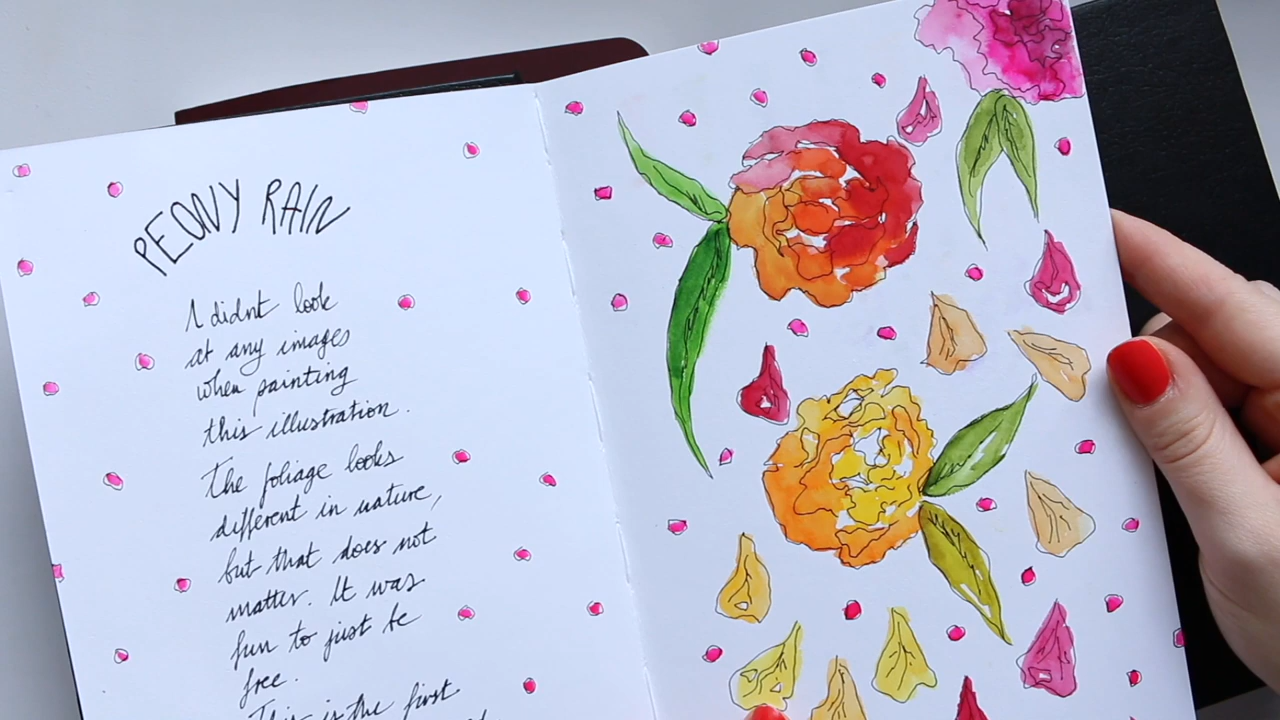 PEONY RAIN
I didnt look
at any images
when painting
this illustration.
The foliage looks
different in nature,
but that does not
matter. It was
fun to just be
free.
This is the first